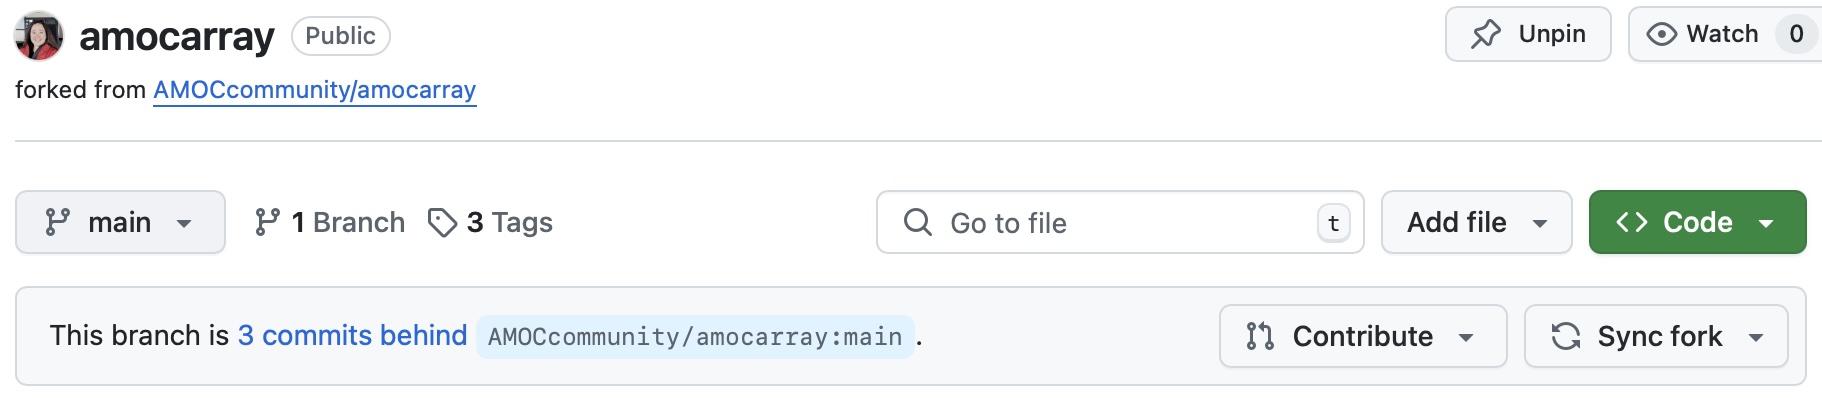 amocarray Public Unpin Watch 0
forked from AMOCcommunity/amocarray
main 1 Branch 3 Tags Go to file t Add file Code
This branch is 3 commits behind AMOCcommunity/amocarray:main. Contribute Sync fork